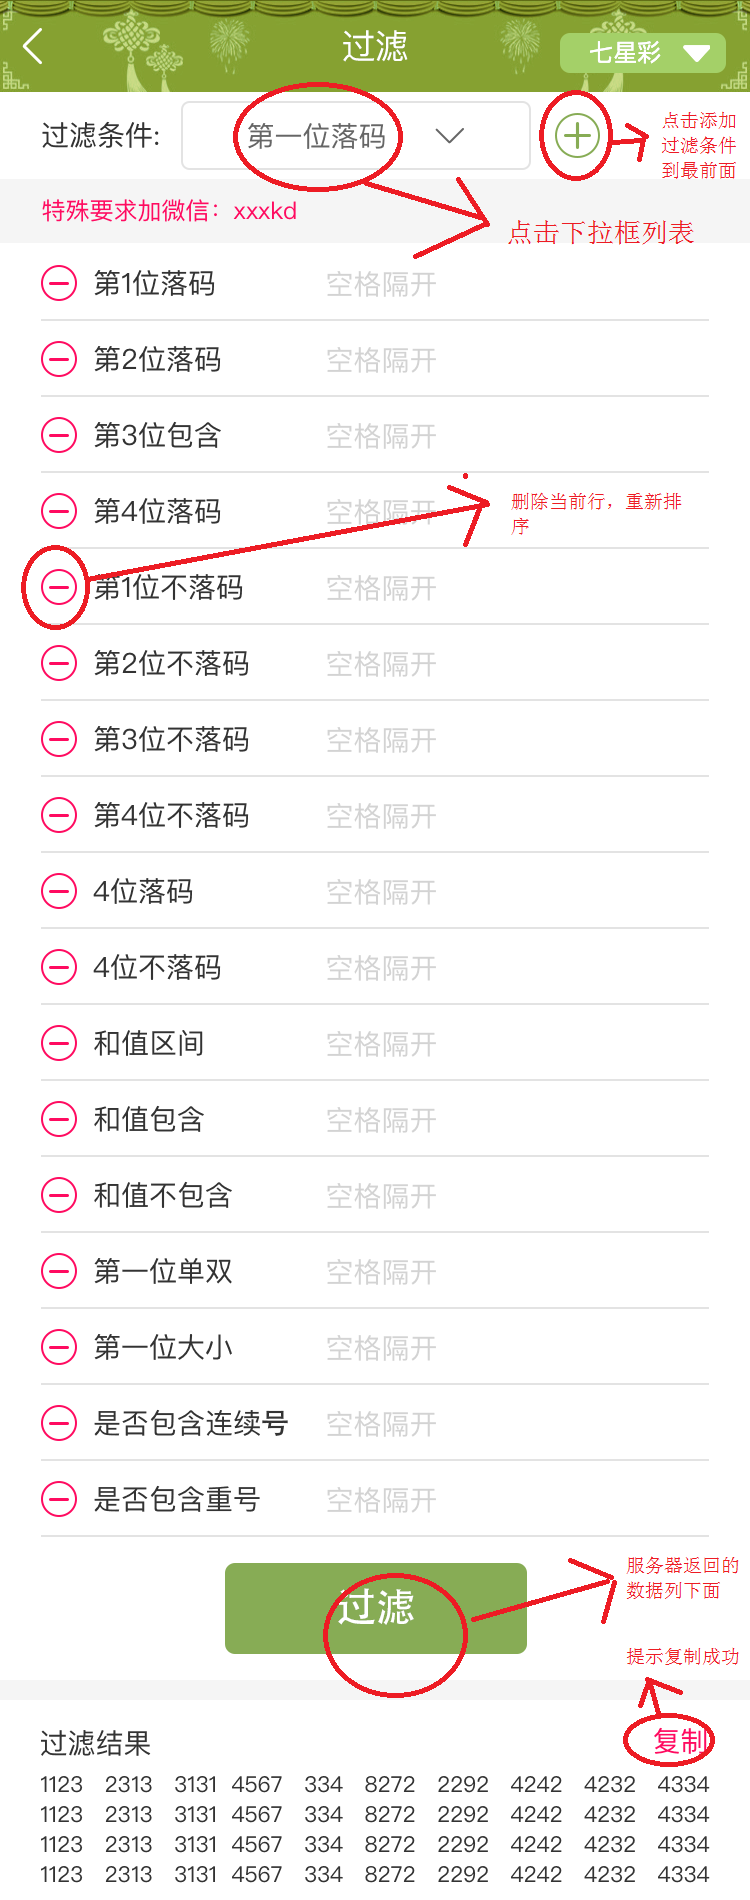 过滤
七星彩
过滤条件:
第一位落码
点击添加
过滤条件
到最前面
特殊要求加微信：xxxkd
点击下拉框列表
第1位落码 空格隔开
第2位落码 空格隔开
第3位包含 空格隔开
第4位落码 空格隔开
删除当前行，重新排
序
第1位不落码 空格隔开
第2位不落码 空格隔开
第3位不落码 空格隔开
第4位不落码 空格隔开
4位落码 空格隔开
4位不落码 空格隔开
和值区间 空格隔开
和值包含 空格隔开
和值不包含 空格隔开
第一位单双 空格隔开
第一位大小 空格隔开
是否包含连续号 空格隔开
是否包含重号 空格隔开
过滤
服务器返回的
数据列下面
提示复制成功
过滤结果
复制
1123 2313 3131 4567 334 8272 2292 4242 4232 4334
1123 2313 3131 4567 334 8272 2292 4242 4232 4334
1123 2313 3131 4567 334 8272 2292 4242 4232 4334
1123 2313 3131 4567 334 8272 2292 4242 4232 4334